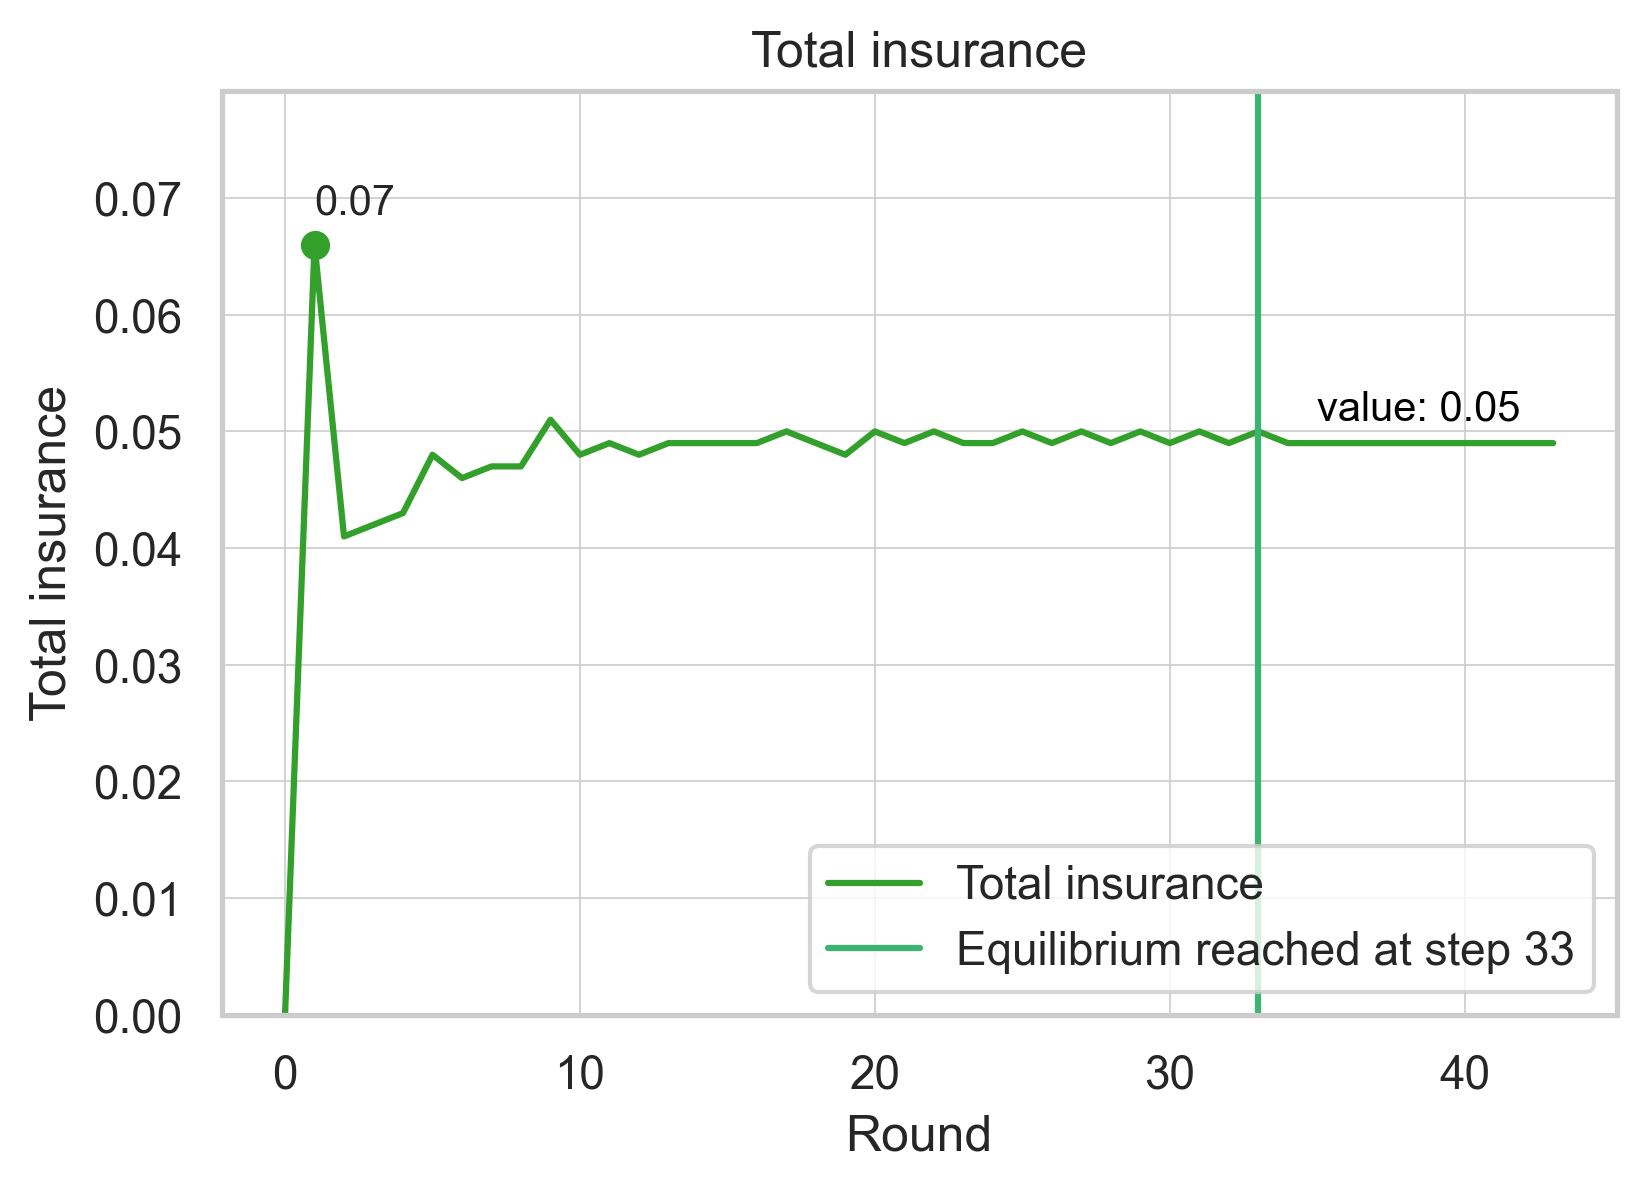 Total insurance
0.07
0.06
0.05
0.04
0.03
0.02
0.01
0.00
Total insurance
0.07
value: 0.05
Total insurance
Equilibrium reached at step 33
0 10 20 30 40
Round